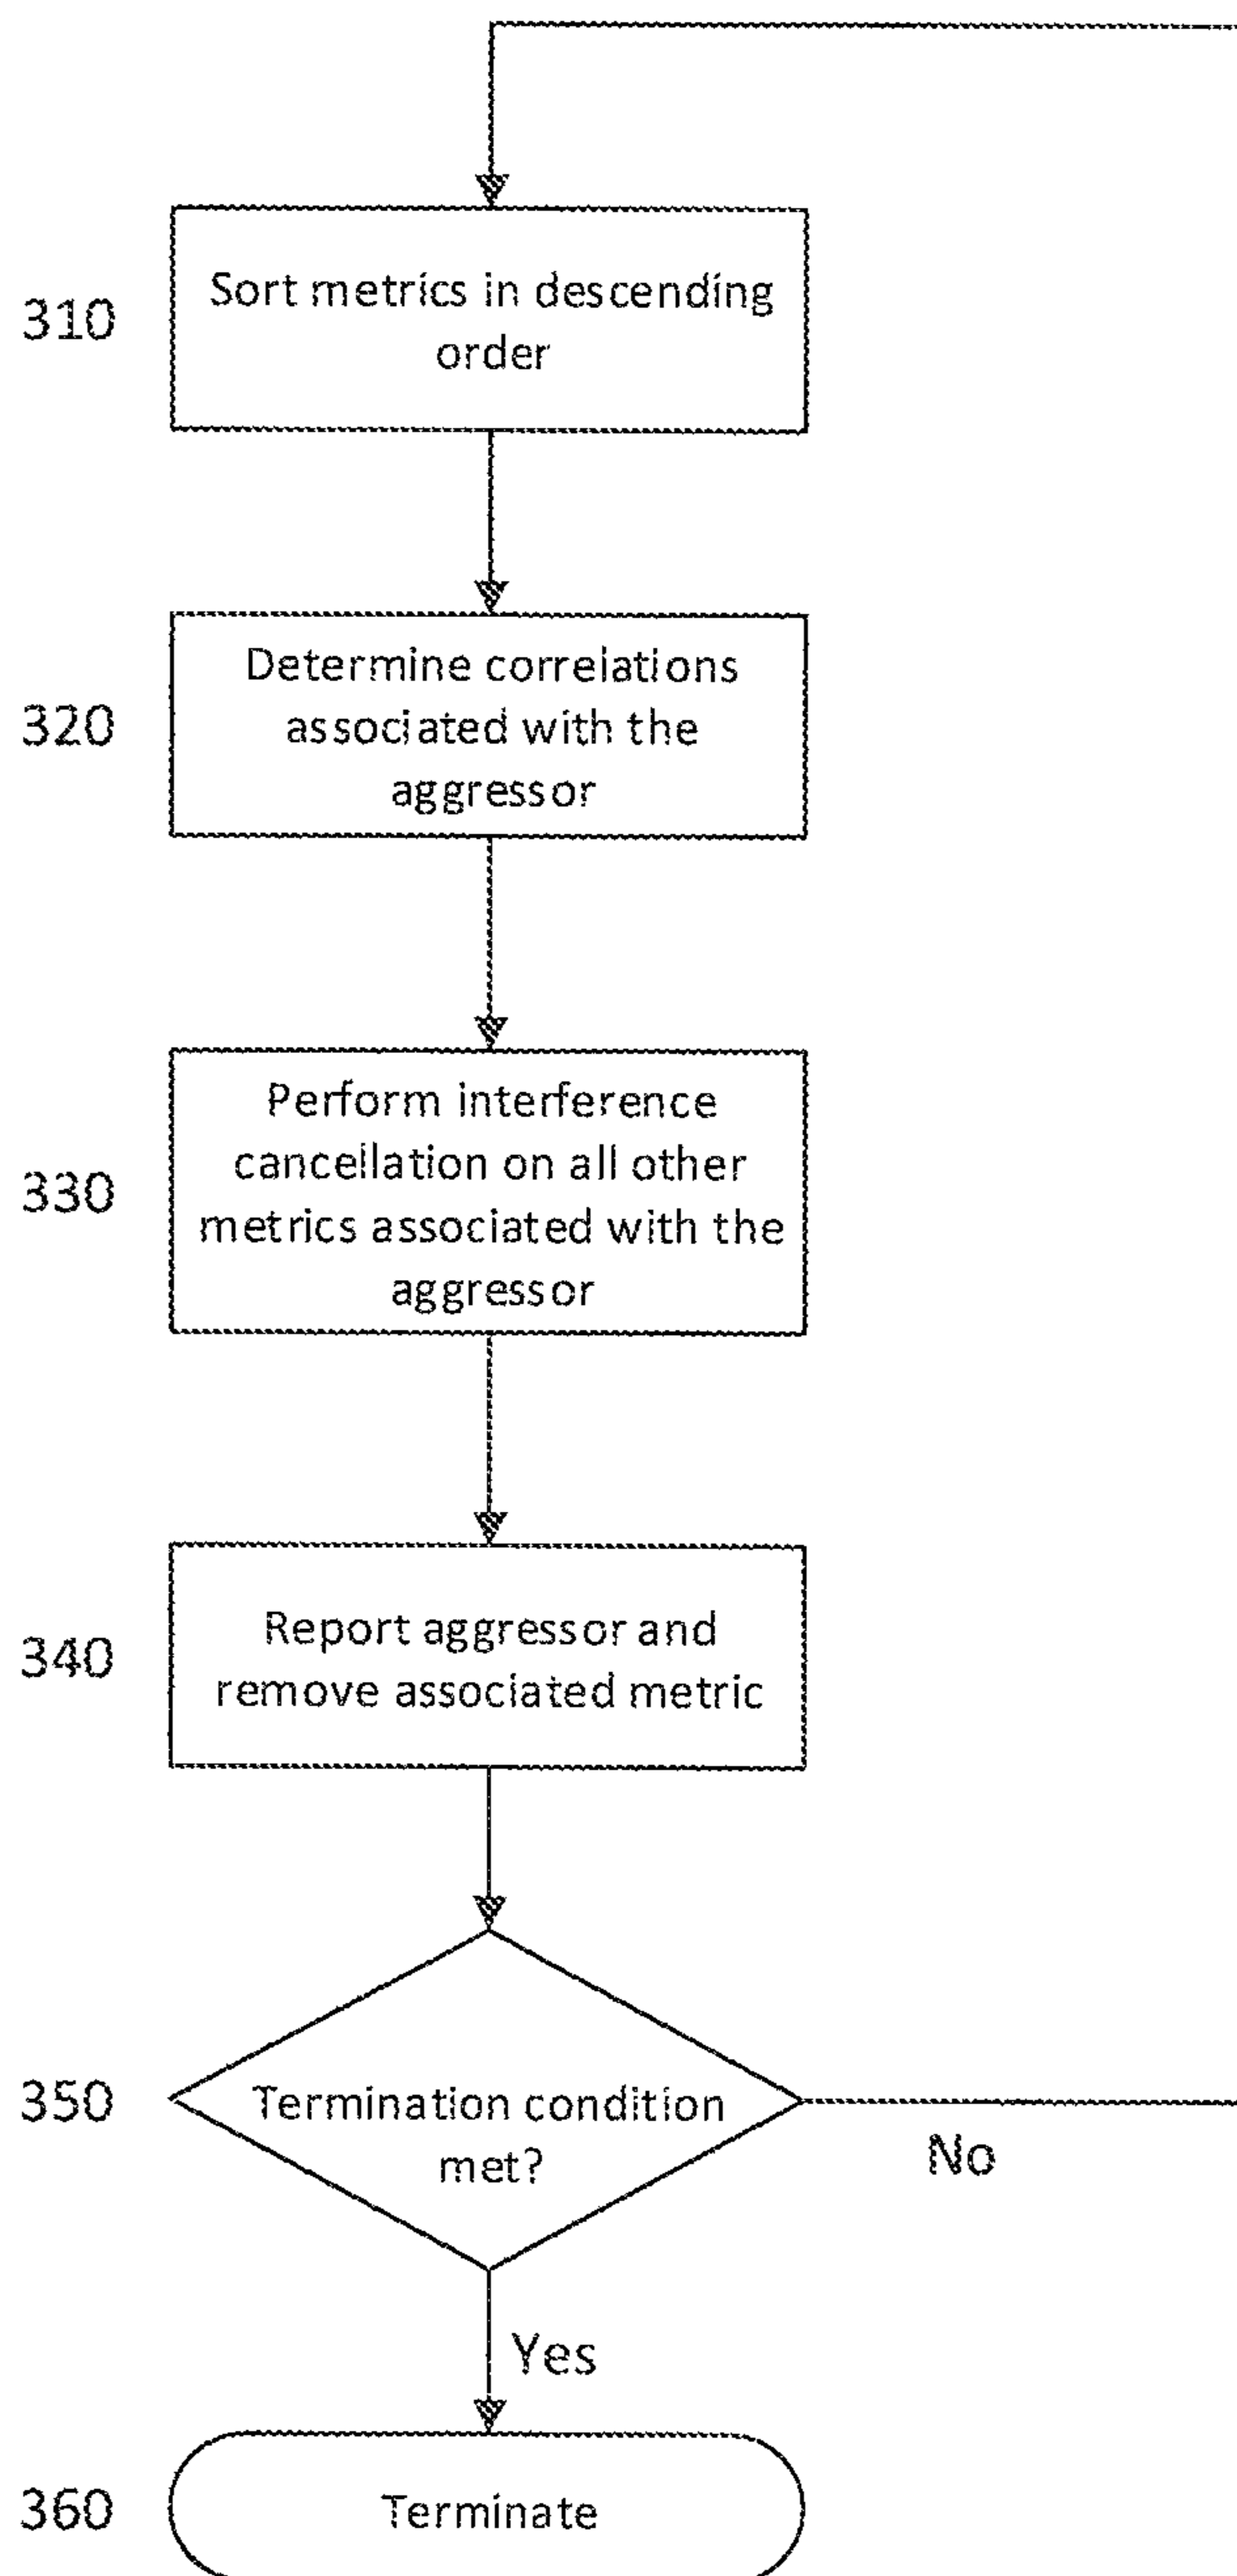 310
Sort metrics in descending
order
320
Determine correlations
associated with the
aggressor
330
Perform interference
cancellation on all other
metrics associated with the
aggressor
340
Report aggressor and
remove associated metric
350
Termination condition
met?
No
Yes
360
Terminate